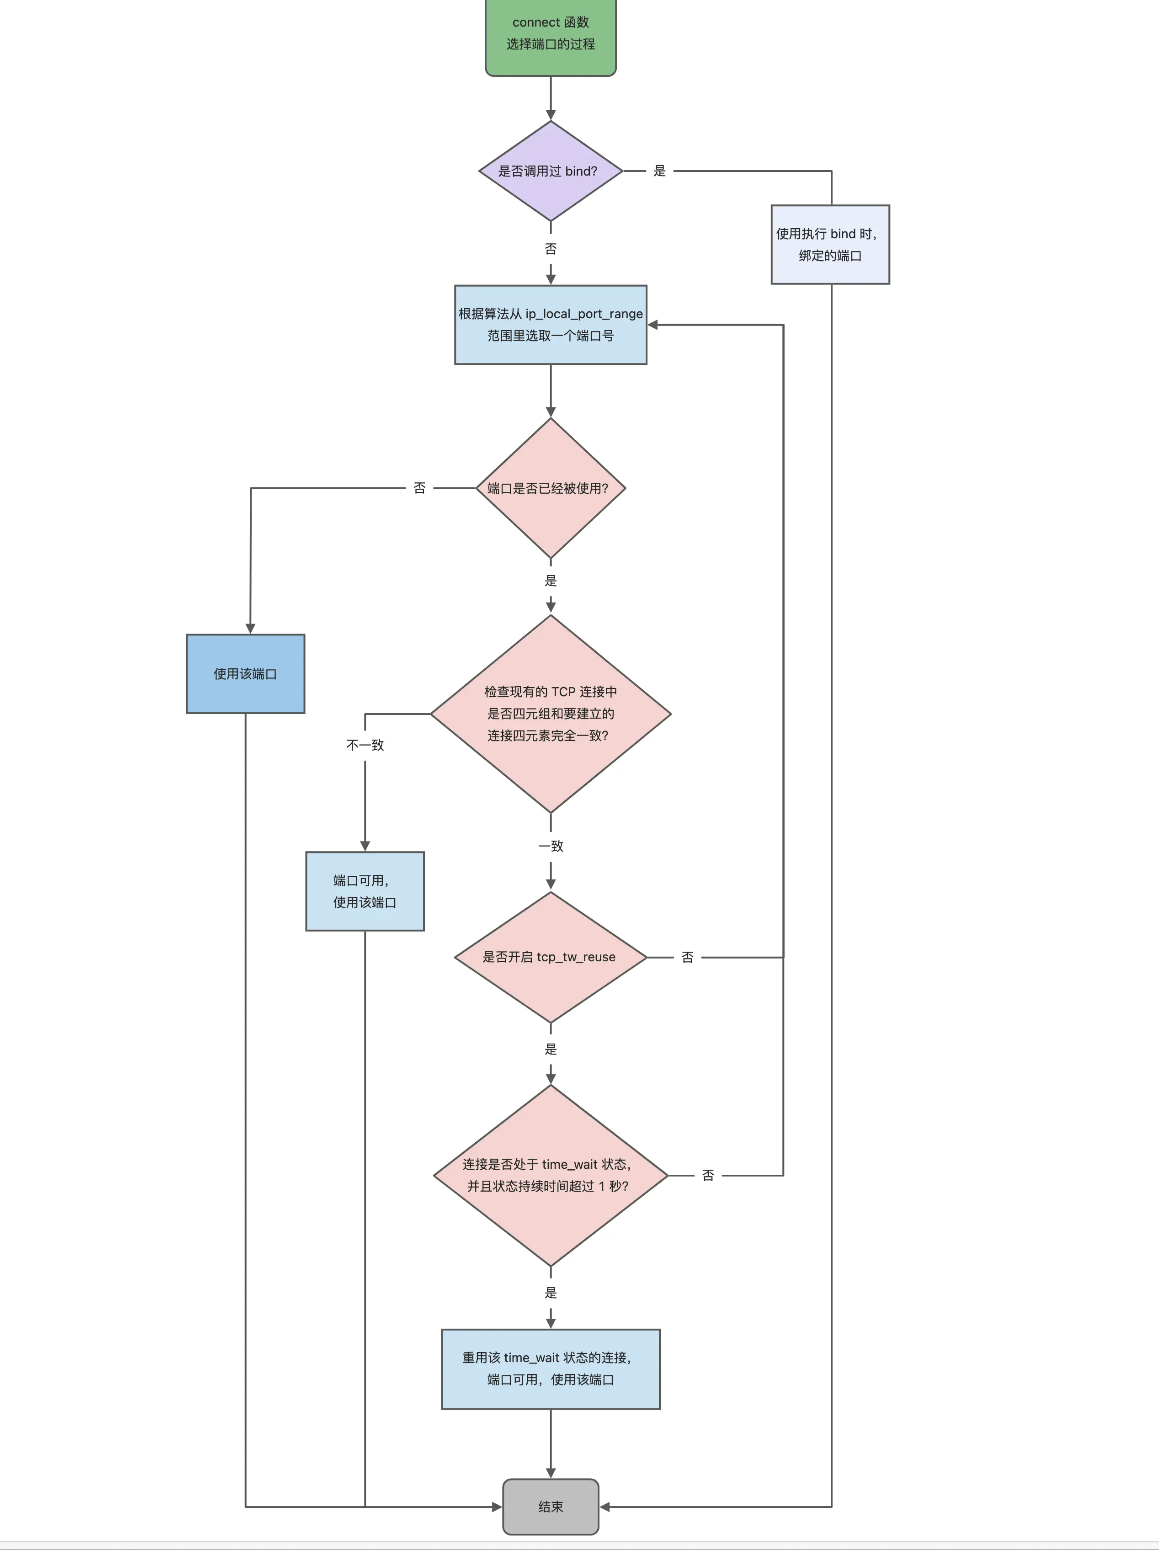 connect 函数
选择端口的过程
是否调用过 bind?
是
使用执行 bind 时，
绑定的端口
否
根据算法从 ip_local_port_range
范围里选取一个端口号
端口是否已经被使用？
否
是
使用该端口
检查现有的 TCP 连接中
是否四元组和要建立的
连接四元素完全一致？
不一致
一致
端口可用，
使用该端口
是否开启 tcp_tw_reuse
否
是
连接是否处于 time_wait 状态，
并且状态持续时间超过 1 秒？
否
是
重用该 time_wait 状态的连接，
端口可用，使用该端口
结束